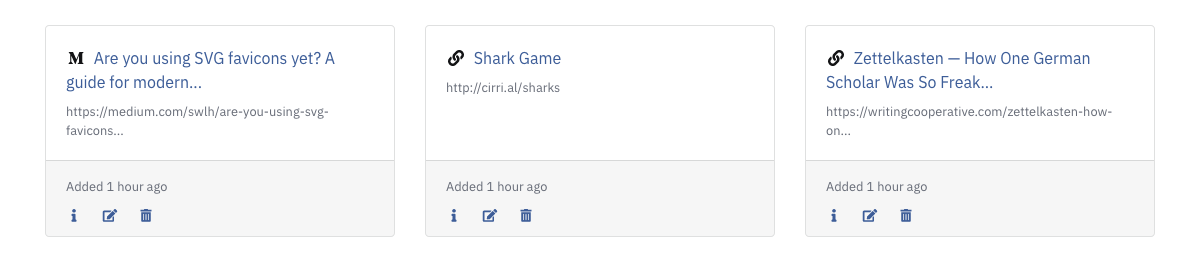 M Are you using SVG favicons yet? A
guide for modern...
https://medium.com/swlh/are-you-using-svg-
favicons...
Added 1 hour ago
Shark Game
http://cirri.al/sharks
Added 1 hour ago
Zettelkasten — How One German
Scholar Was So Freak...
https://writingcooperative.com/zettelkasten-how-
on...
Added 1 hour ago